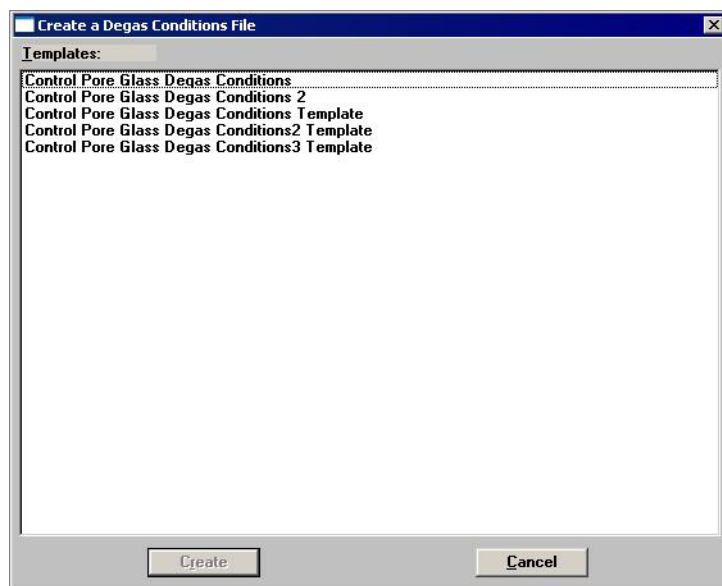 Create a Degas Conditions File
Templates:
Control Pore Glass Degas Conditions
Control Pore Glass Degas Conditions 2
Control Pore Glass Degas Conditions Template
Control Pore Glass Degas Conditions2 Template
Control Pore Glass Degas Conditions3 Template
Create Cancel